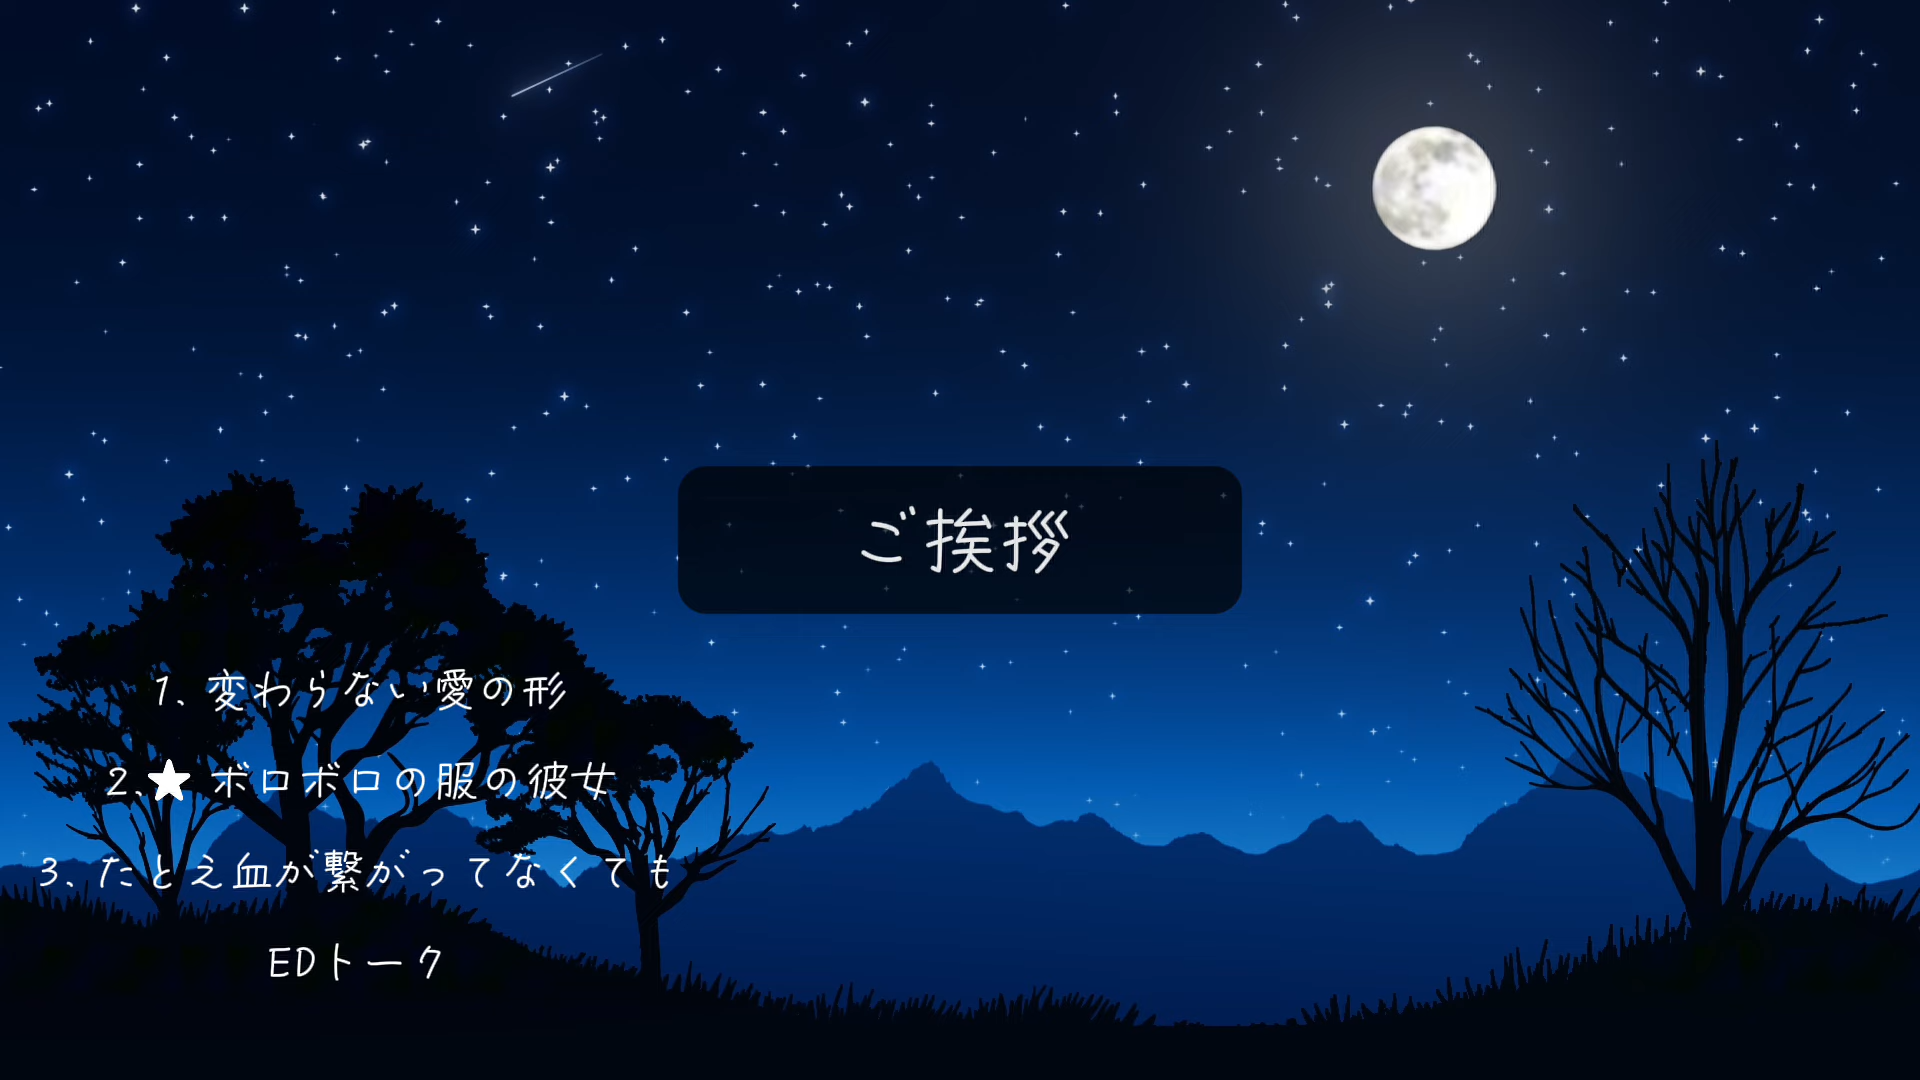 ご挨拶
1. 変わらない愛の形
2.★ ボロボロの服の彼女
3. たとえ血が繋がってなくても
EDトーク